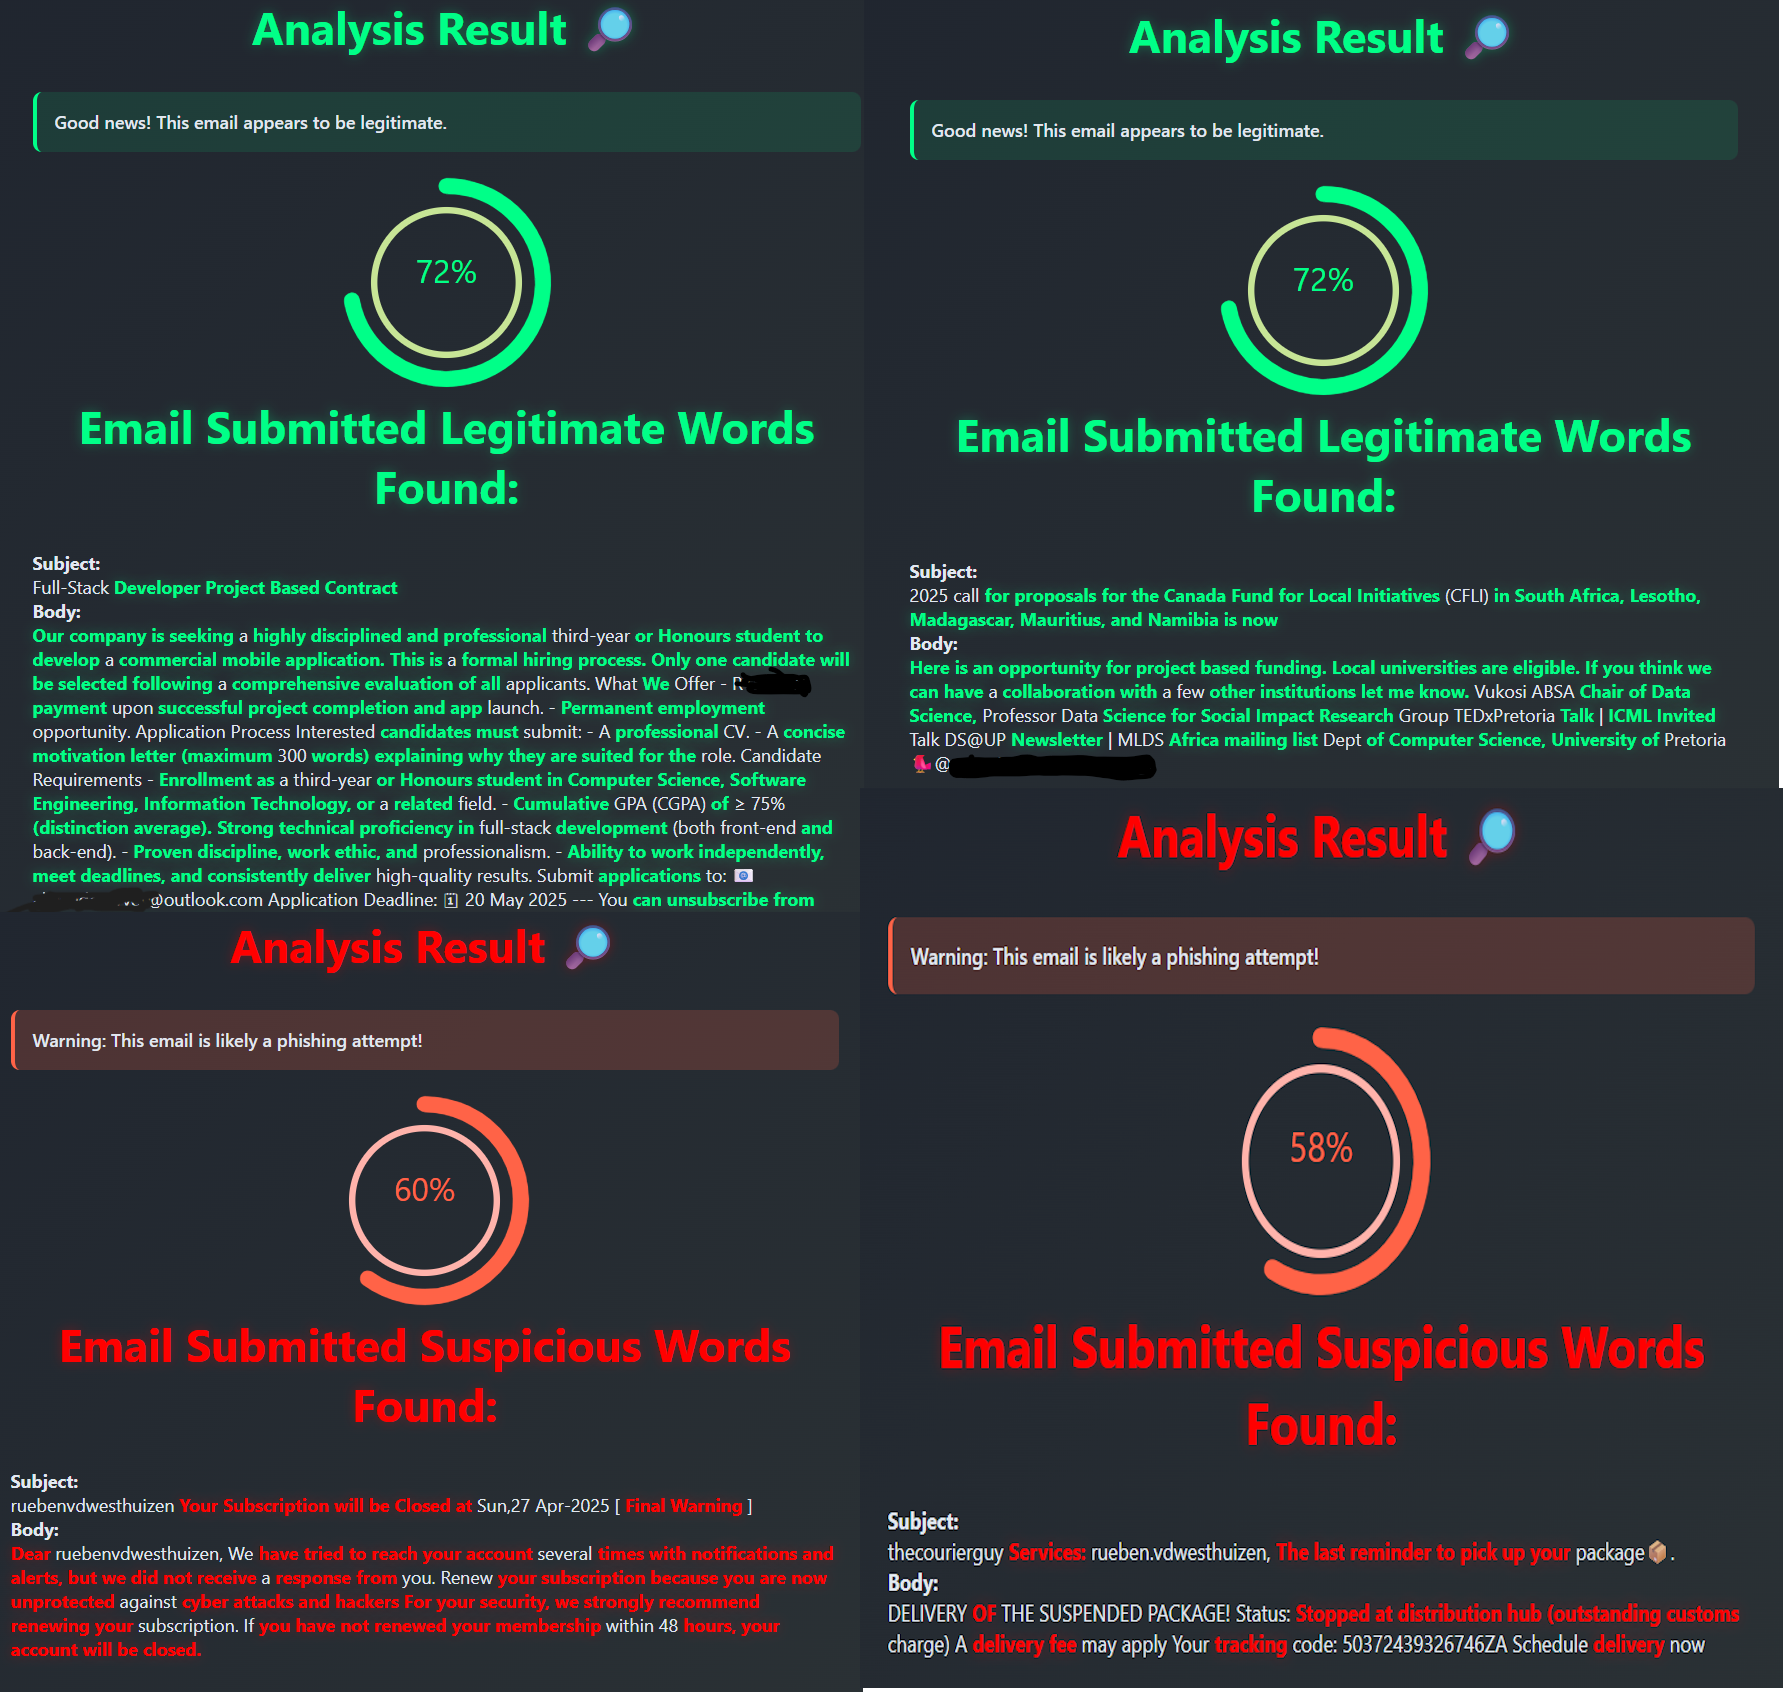 Analysis Result
Good news! This email appears to be legitimate.
72%
Email Submitted Legitimate Words
Found:
Subject:
Full-Stack Developer Project Based Contract
Body:
Our company is seeking a highly disciplined and professional third-year or Honours student to
develop a commercial mobile application. This is a formal hiring process. Only one candidate will
be selected following a comprehensive evaluation of all applicants. What We Offer - R
payment upon successful project completion and app launch. - Permanent employment
opportunity. Application Process Interested candidates must submit: - A professional CV. - A concise
motivation letter (maximum 300 words) explaining why they are suited for the role. Candidate
Requirements - Enrollment as a third-year or Honours student in Computer Science, Software
Engineering, Information Technology, or a related field. - Cumulative GPA (CGPA) of ≥ 75%
(distinction average). Strong technical proficiency in full-stack development (both front-end and
back-end). - Proven discipline, work ethic, and professionalism. - Ability to work independently,
meet deadlines, and consistently deliver high-quality results. Submit applications to: 📧
@outlook.com Application Deadline: 🗓 20 May 2025 --- You can unsubscribe from
Analysis Result
Good news! This email appears to be legitimate.
72%
Email Submitted Legitimate Words
Found:
Subject:
2025 call for proposals for the Canada Fund for Local Initiatives (CFLI) in South Africa, Lesotho,
Madagascar, Mauritius, and Namibia is now
Body:
Here is an opportunity for project based funding. Local universities are eligible. If you think we
can have a collaboration with a few other institutions let me know. Vukosi ABSA Chair of Data
Science, Professor Data Science for Social Impact Research Group TEDxPretoria Talk | ICML Invited
Talk DS@UP Newsletter | MLDS Africa mailing list Dept of Computer Science, University of Pretoria
@
Analysis Result
Warning: This email is likely a phishing attempt!
60%
Email Submitted Suspicious Words
Found:
Subject:
ruebenvdwesthuizen Your Subscription will be Closed at Sun,27 Apr-2025 [ Final Warning ]
Body:
Dear ruebenvdwesthuizen, We have tried to reach your account several times with notifications and
alerts, but we did not receive a response from you. Renew your subscription because you are now
unprotected against cyber attacks and hackers For your security, we strongly recommend
renewing your subscription. If you have not renewed your membership within 48 hours, your
account will be closed.
Analysis Result
Warning: This email is likely a phishing attempt!
58%
Email Submitted Suspicious Words
Found:
Subject:
thecourierguy Services: rueben.vdwesthuizen, The last reminder to pick up your package📦.
Body:
DELIVERY OF THE SUSPENDED PACKAGE! Status: Stopped at distribution hub (outstanding customs
charge) A delivery fee may apply Your tracking code: 50372439326746ZA Schedule delivery now